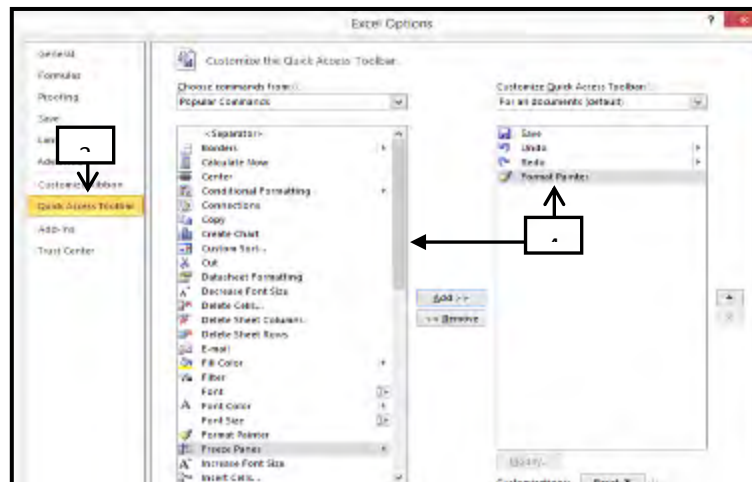 Excel Options
?
General
Formulas
Proofing
Save
Customize Ribbon
Quick Access Toolbar
Add-Ins
Trust Center
Customize the Quick Access Toolbar.
Choose commands from:
Popular Commands
<Separator>
Borders
Calculate Now
Center
Conditional Formatting
Connections
Copy
Create Chart
Custom Sort...
Cut
Datasheet Formatting
Decrease Font Size
Delete Cells...
Delete Sheet Columns
Delete Sheet Rows
E-mail
Fill Color
Filter
Font
Font Color
Font Size
Format Painter
Freeze Panes
Increase Font Size
Insert Cells...
Add >>
<< Remove
Customize Quick Access Toolbar:
For all documents (default)
Save
Undo
Redo
Format Painter
Modify...
Customizations: